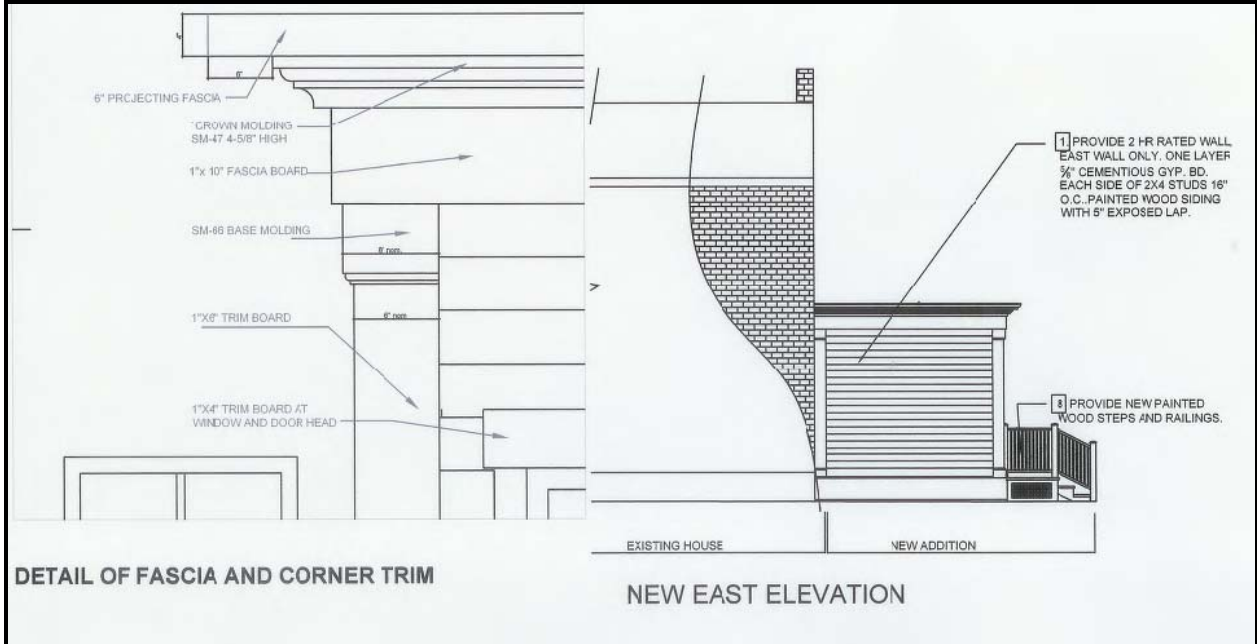 6"
6" PROJECTING FASCIA
CROWN MOLDING
SM-47 4-5/8" HIGH
1"x 10" FASCIA BOARD
SM-66 BASE MOLDING
6" nom.
1"X6" TRIM BOARD
6" nom
1"X4" TRIM BOARD AT
WINDOW AND DOOR HEAD
DETAIL OF FASCIA AND CORNER TRIM
1. PROVIDE 2 HR RATED WALL
EAST WALL ONLY. ONE LAYER
5/8" CEMENTIOUS GYP. BD.
EACH SIDE OF 2X4 STUDS 16"
O.C..PAINTED WOOD SIDING
WITH 5" EXPOSED LAP.
8 PROVIDE NEW PAINTED
WOOD STEPS AND RAILINGS.
EXISTING HOUSE
NEW ADDITION
NEW EAST ELEVATION